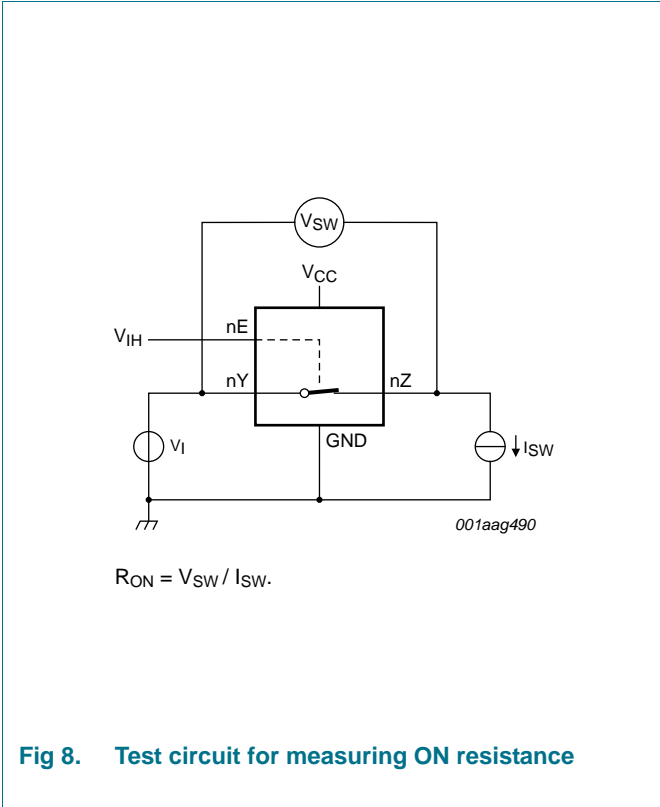 VSW
VCC
nE
VIH
nY
nZ
VI
GND
ISW
001aag490
RON = VSW / ISW.
Fig 8. Test circuit for measuring ON resistance